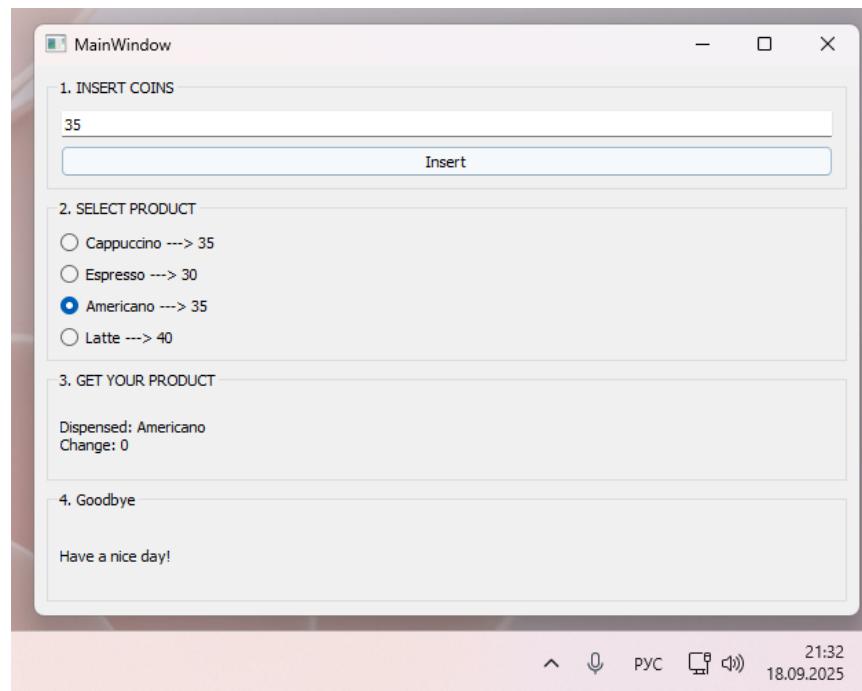 MainWindow
1. INSERT COINS
35
Insert
2. SELECT PRODUCT
Cappuccino ---> 35
Espresso ---> 30
Americano ---> 35
Latte ---> 40
3. GET YOUR PRODUCT
Dispensed: Americano
Change: 0
4. Goodbye
Have a nice day!
РУС
21:32
18.09.2025